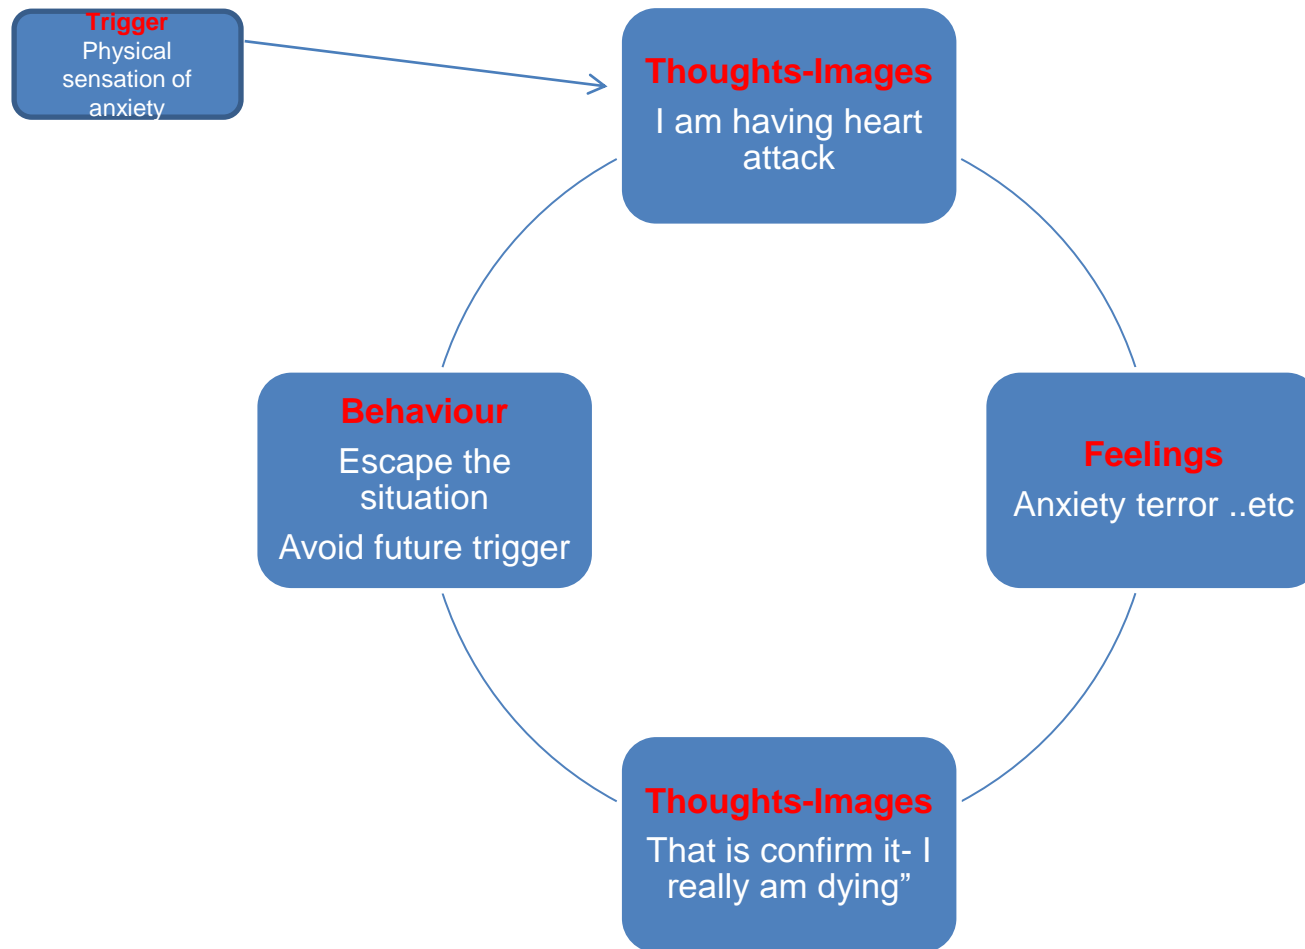 Trigger
Physical
sensation of
anxiety
Thoughts-Images
I am having heart
attack
Behaviour
Escape the
situation
Avoid future trigger
Feelings
Anxiety terror ..etc
Thoughts-Images
That is confirm it- I
really am dying”